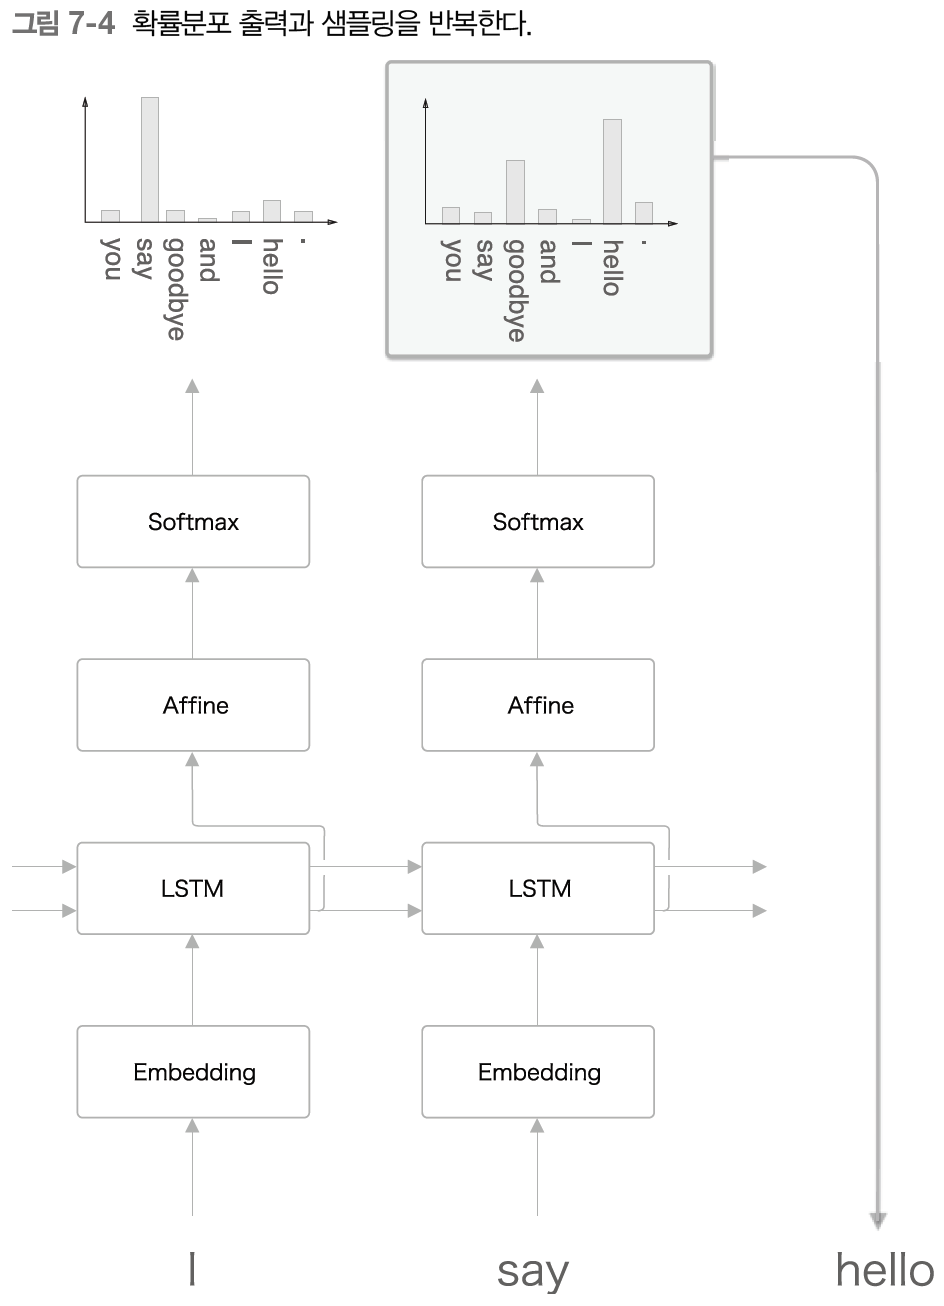 그림 7-4 확률분포 출력과 샘플링을 반복한다.
you say goodbye and I hello .
you say goodbye and I hello .
Softmax Softmax
Affine Affine
LSTM LSTM
Embedding Embedding
I say hello